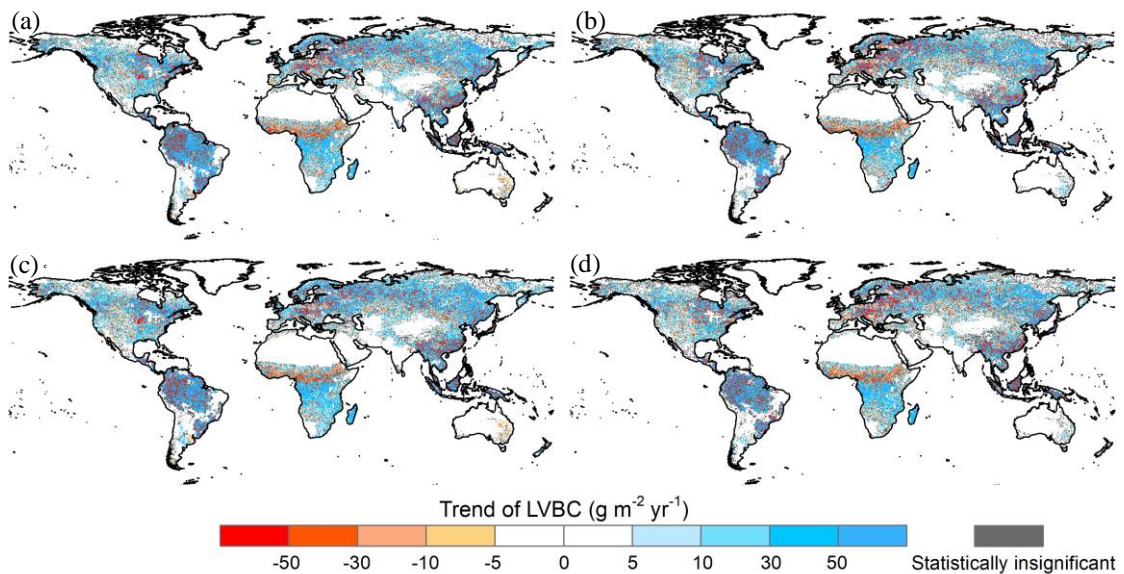 (a)
(b)
(c)
(d)
Trend of LVBC (g m⁻² yr⁻¹)
-50 -30 -10 -5 0 5 10 30 50
Statistically insignificant